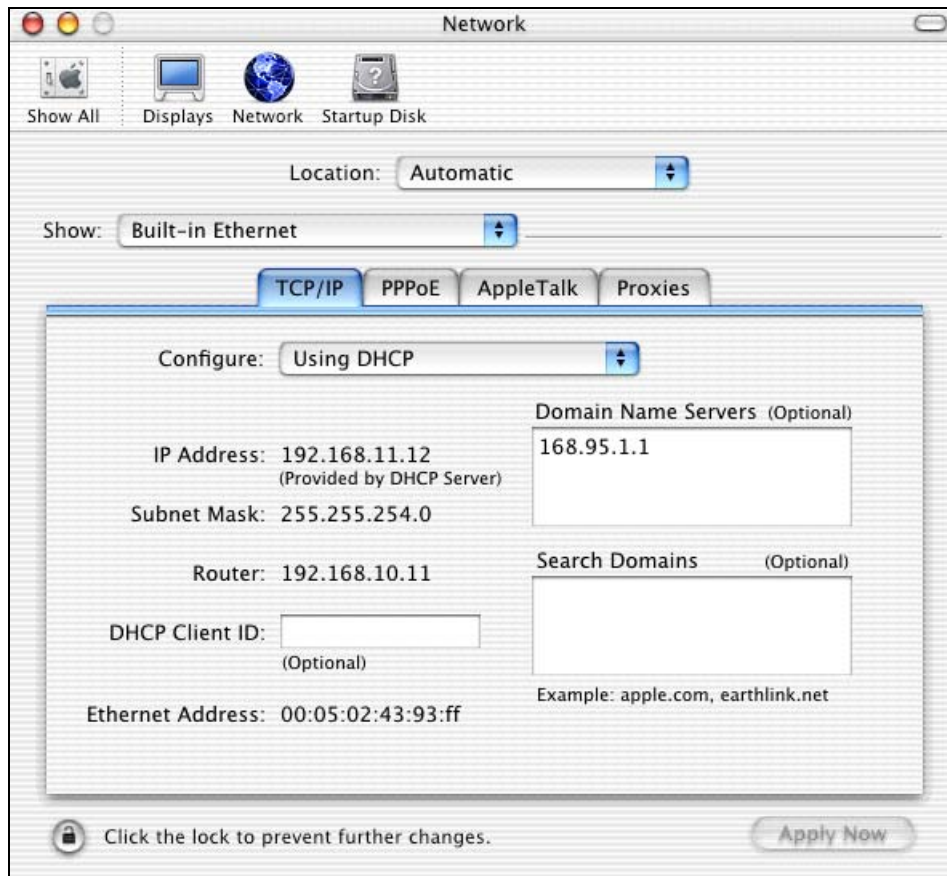 Network
Show All
Displays
Network
Startup Disk
Location: Automatic
Show: Built-in Ethernet
TCP/IP
PPPoE
AppleTalk
Proxies
Configure: Using DHCP
Domain Name Servers (Optional)
168.95.1.1
IP Address: 192.168.11.12
(Provided by DHCP Server)
Subnet Mask: 255.255.254.0
Router: 192.168.10.11
Search Domains (Optional)
DHCP Client ID:
(Optional)
Example: apple.com, earthlink.net
Ethernet Address: 00:05:02:43:93:ff
Click the lock to prevent further changes.
Apply Now